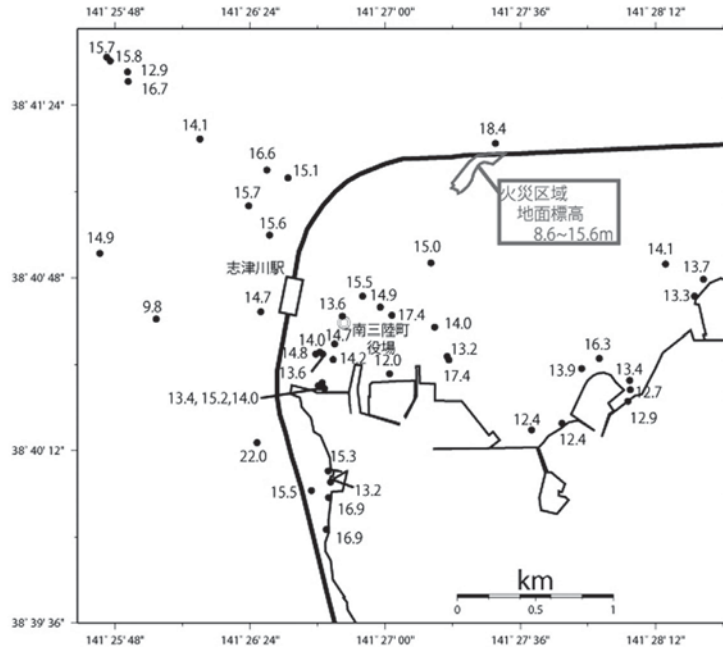 141° 25' 48"
141° 26' 24"
141° 27' 00"
141° 27' 36"
141° 28' 12"
15.7
15.8
12.9
16.7
38° 41' 24"
14.1
18.4
16.6
15.1
火災区域
地面標高
8.6~15.6m
15.7
15.6
14.9
15.0
14.1
38° 40' 48"
志津川駅
13.7
15.5
14.9
13.3
9.8
14.7
13.6
17.4
南三陸町
役場
14.0
14.7
14.0
14.8
14.2
12.0
13.2
17.4
16.3
13.9
13.4
13.6
12.7
13.4, 15.2,14.0
12.9
12.4
12.4
38° 40' 12"
22.0
15.3
15.5
13.2
16.9
16.9
km
0
0.5
1
38° 39' 36"
141° 25' 48"
141° 26' 24"
141° 27' 00"
141° 27' 36"
141° 28' 12"